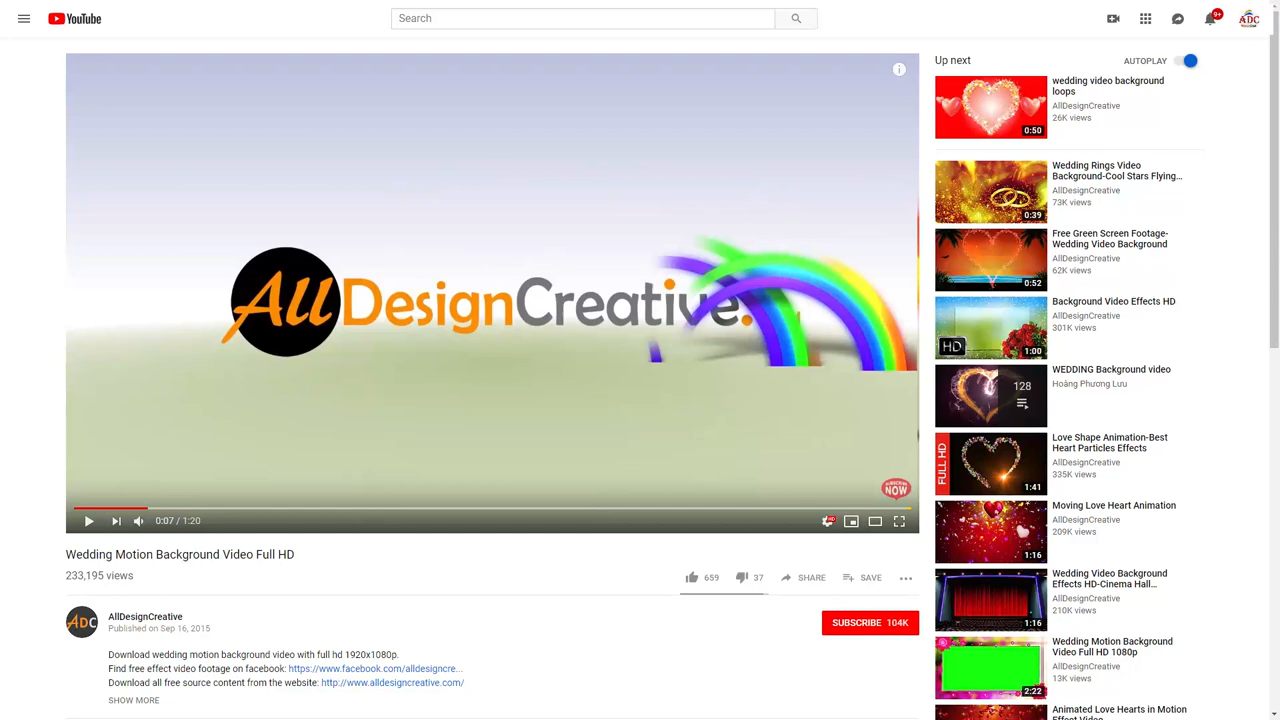 YouTube
Search
9+
ADC
AllDesignCreative.
SUBSCRIBE NOW
0:07 / 1:20
HD
Wedding Motion Background Video Full HD
233,195 views
659
37
SHARE
SAVE
ADC
AllDesignCreative
Published on Sep 16, 2015
SUBSCRIBE 104K
Download wedding motion background video with full hd 1920x1080p.
Find free effect video footage on facebook: https://www.facebook.com/alldesigncre...
Download all free source content from the website: http://www.alldesigncreative.com/
SHOW MORE
Up next
AUTOPLAY
0:50
wedding video background
loops
AllDesignCreative
26K views
0:39
Wedding Rings Video
Background-Cool Stars Flying...
AllDesignCreative
73K views
0:52
Free Green Screen Footage-
Wedding Video Background
AllDesignCreative
62K views
HD
1:00
Background Video Effects HD
AllDesignCreative
301K views
128
WEDDING Background video
Hoàng Phương Lưu
FULL HD
1:41
Love Shape Animation-Best
Heart Particles Effects
AllDesignCreative
335K views
1:16
Moving Love Heart Animation
AllDesignCreative
209K views
1:16
Wedding Video Background
Effects HD-Cinema Hall...
AllDesignCreative
210K views
2:22
Wedding Motion Background
Video Full HD 1080p
AllDesignCreative
13K views
Animated Love Hearts in Motion
Effect Video